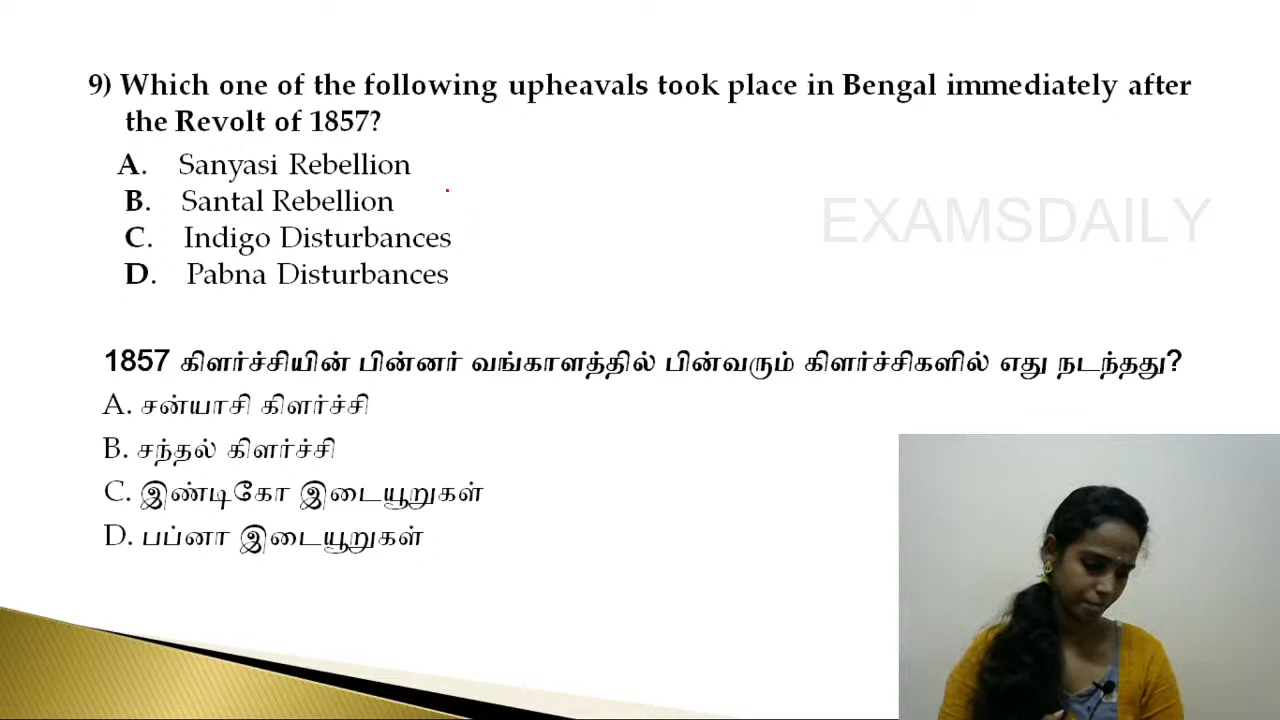 9) Which one of the following upheavals took place in Bengal immediately after
the Revolt of 1857?
A. Sanyasi Rebellion
B. Santal Rebellion
C. Indigo Disturbances
D. Pabna Disturbances
EXAMSDAILY
1857 கிளர்ச்சியின் பின்னர் வங்காளத்தில் பின்வரும் கிளர்ச்சிகளில் எது நடந்தது?
A. சன்யாசி கிளர்ச்சி
B. சந்தல் கிளர்ச்சி
C. இண்டிகோ இடையூறுகள்
D. பப்னா இடையூறுகள்